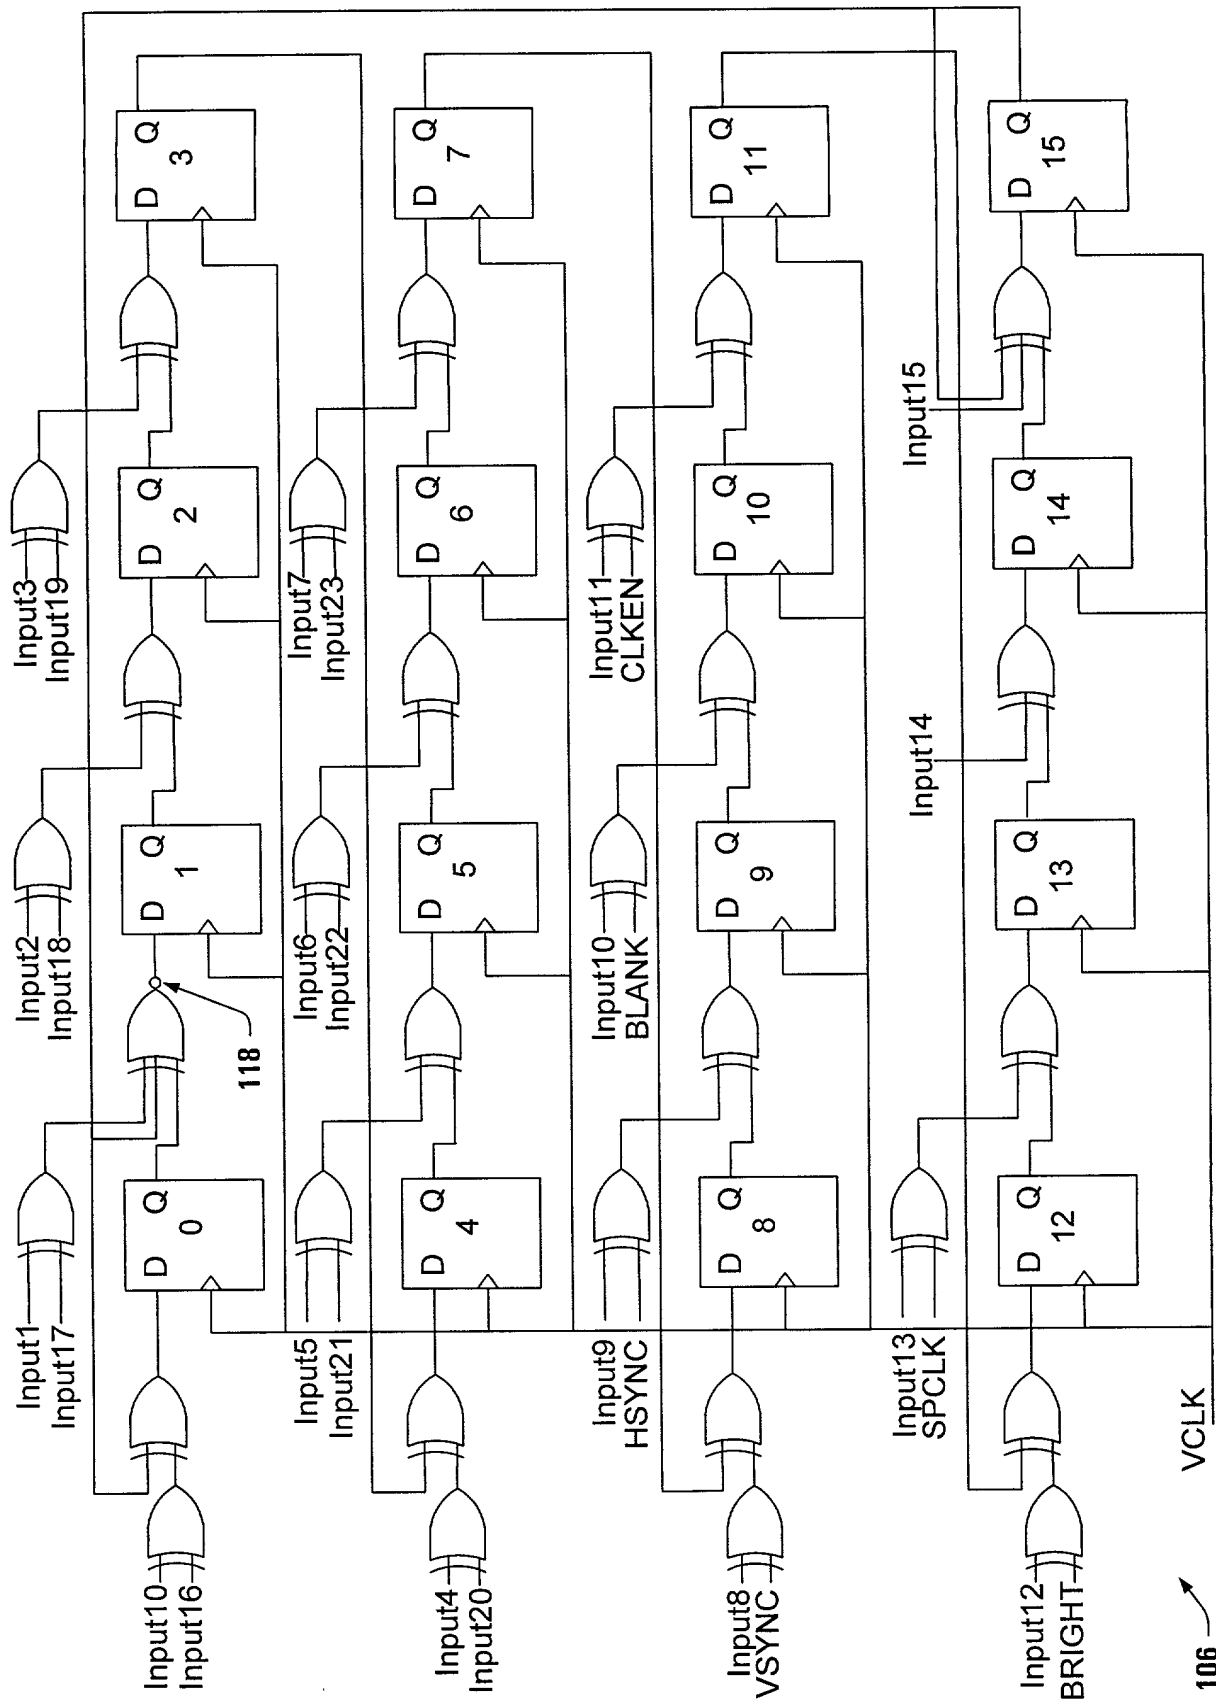 Input1
Input17
Input2
Input18
Input3
Input19
Input10
Input16
D Q
0
118
D Q
1
D Q
2
D Q
3
Input5
Input21
Input6
Input22
Input7
Input23
Input4
Input20
D Q
4
D Q
5
D Q
6
D Q
7
Input9
HSYNC
Input10
BLANK
Input11
CLKEN
Input8
VSYNC
D Q
8
D Q
9
D Q
10
D Q
11
Input13
SPCLK
Input14
Input15
Input12
BRIGHT
D Q
12
D Q
13
D Q
14
D Q
15
VCLK
106